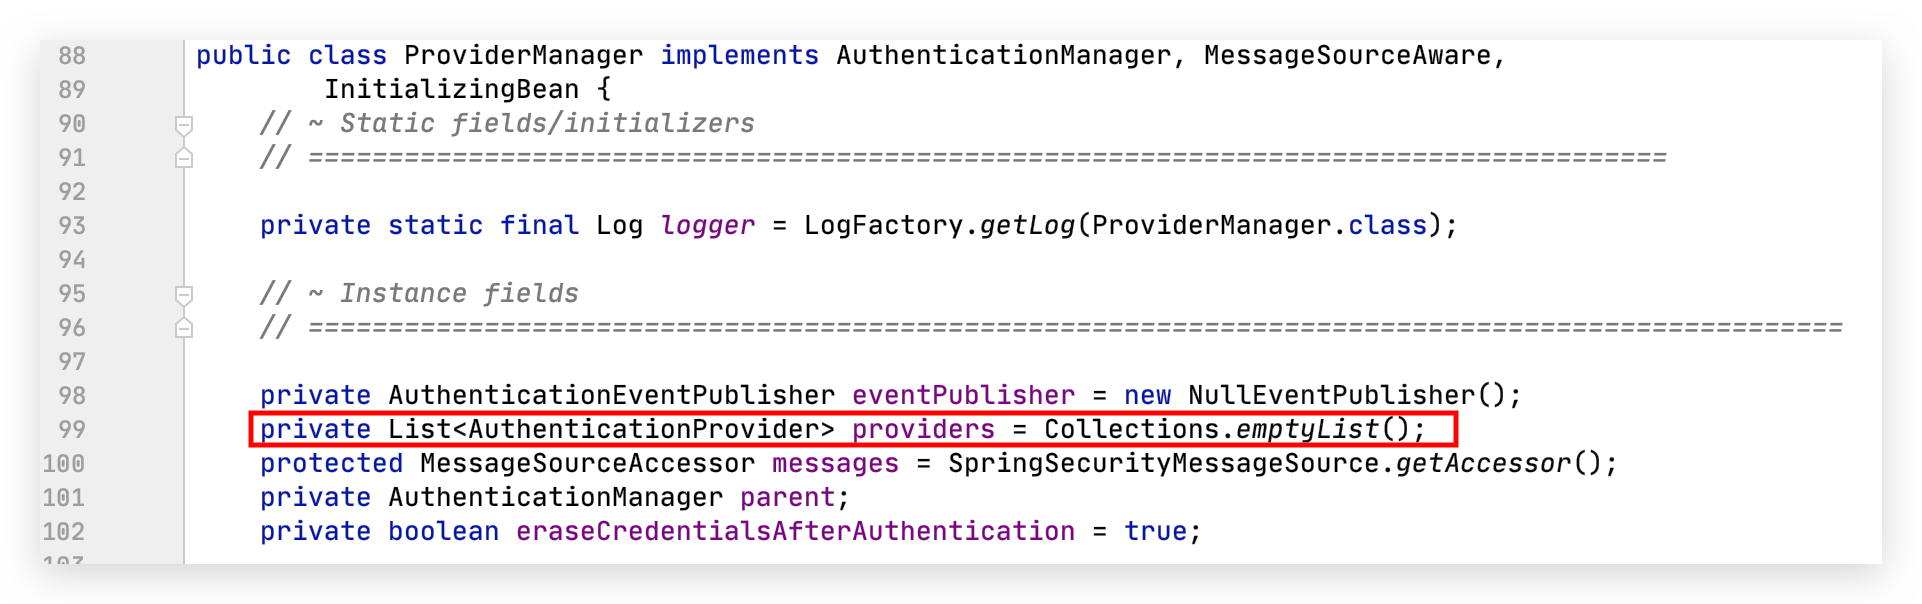 88 public class ProviderManager implements AuthenticationManager, MessageSourceAware,
89 InitializingBean {
90 // ~ Static fields/initializers
91 // =====================================================================================
92
93 private static final Log logger = LogFactory.getLog(ProviderManager.class);
94
95 // ~ Instance fields
96 // ================================================================================================
97
98 private AuthenticationEventPublisher eventPublisher = new NullEventPublisher();
99 private List<AuthenticationProvider> providers = Collections.emptyList();
100 protected MessageSourceAccessor messages = SpringSecurityMessageSource.getAccessor();
101 private AuthenticationManager parent;
102 private boolean eraseCredentialsAfterAuthentication = true;
103